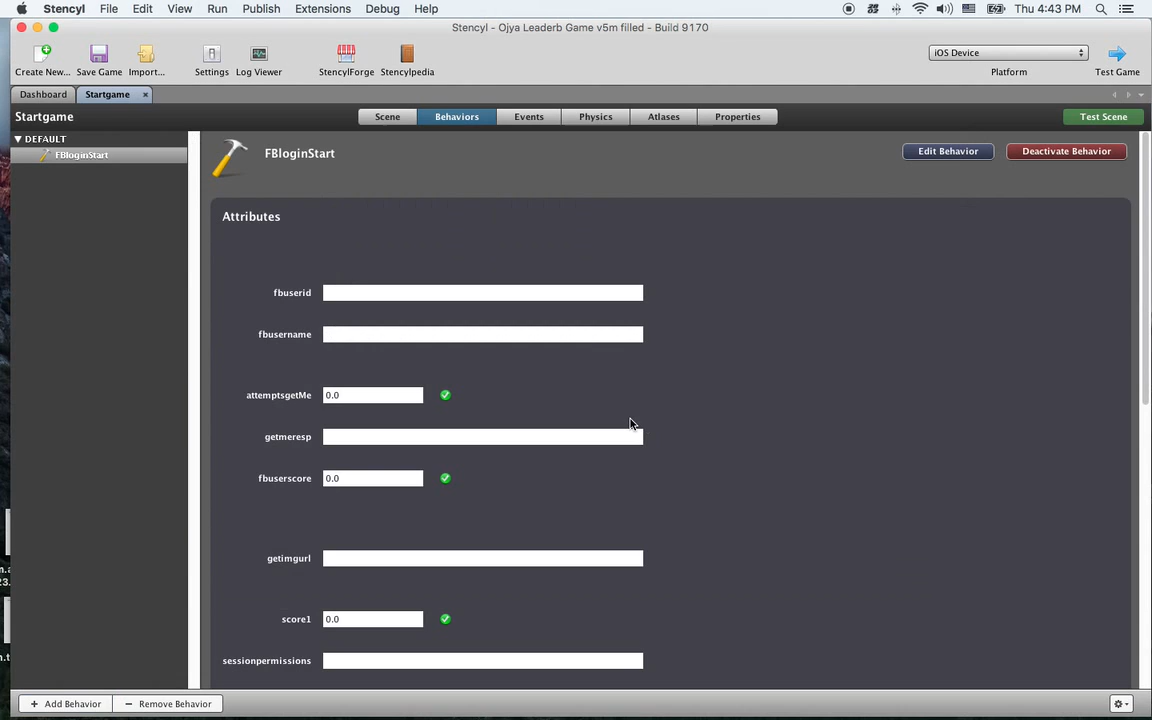 Stencyl File Edit View Run Publish Extensions Debug Help Thu 4:43 PM
Stencyl - Ojya Leaderb Game v5m filled - Build 9170
Create New... Save Game Import... Settings Log Viewer StencylForge Stencylpedia iOS Device Platform Test Game
Dashboard Startgame
Startgame Scene Behaviors Events Physics Atlases Properties Test Scene
DEFAULT
FBloginStart
FBloginStart Edit Behavior Deactivate Behavior
Attributes
fbuserid
fbusername
attemptsgetMe 0.0
getmeresp
fbuserscore 0.0
getimgurl
score1 0.0
sessionpermissions
+ Add Behavior − Remove Behavior